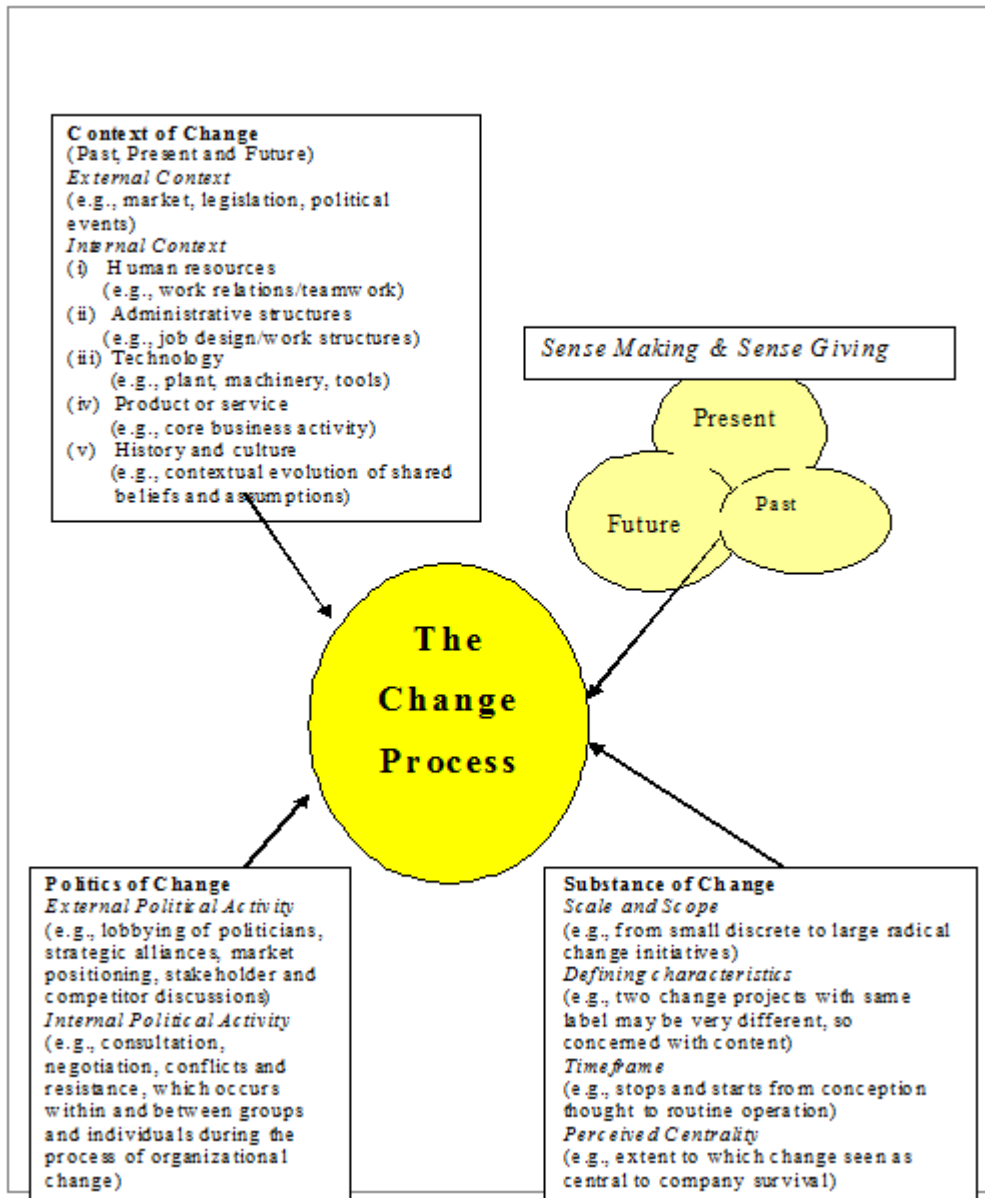 Context of Change
(Past, Present and Future)
External Context
(e.g., market, legislation, political
events)
Internal Context
(i) Human resources
(e.g., work relations/teamwork)
(ii) Administrative structures
(e.g., job design/work structures)
(iii) Technology
(e.g., plant, machinery, tools)
(iv) Product or service
(e.g., core business activity)
(v) History and culture
(e.g., contextual evolution of shared
beliefs and assumptions)
Sense Making & Sense Giving
Present
Future
Past
The
Change
Process
Politics of Change
External Political Activity
(e.g., lobbying of politicians,
strategic alliances, market
positioning, stakeholder and
competitor discussions)
Internal Political Activity
(e.g., consultation,
negotiation, conflicts and
resistance, which occurs
within and between groups
and individuals during the
process of organizational
change)
Substance of Change
Scale and Scope
(e.g., from small discrete to large radical
change initiatives)
Defining characteristics
(e.g., two change projects with same
label may be very different, so
concerned with content)
Timeframe
(e.g., stops and starts from conception
thought to routine operation)
Perceived Centrality
(e.g., extent to which change seen as
central to company survival)